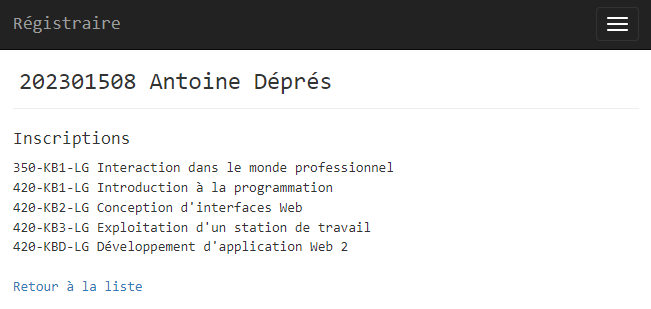 Régistraire
202301508 Antoine Déprés
Inscriptions
350-KB1-LG Interaction dans le monde professionnel
420-KB1-LG Introduction à la programmation
420-KB2-LG Conception d'interfaces Web
420-KB3-LG Exploitation d'un station de travail
420-KBD-LG Développement d'application Web 2
Retour à la liste